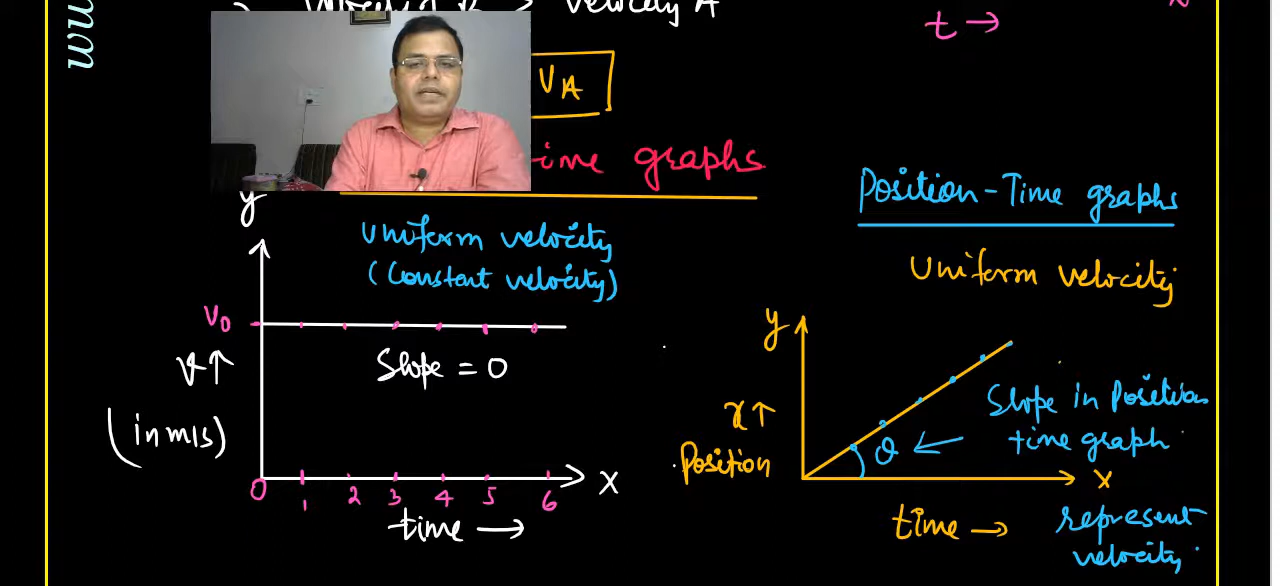 > velocity A
t →
VA
ime graphs
Position-Time graphs
y
Uniform velocity
(Constant velocity)
Uniform velocity
V0
y
v↑
Slope = 0
x↑
Position
Slope in Position
time graph
θ ←
(in m/s)
0 1 2 3 4 5 6 X
X
time →
time →
represent
velocity